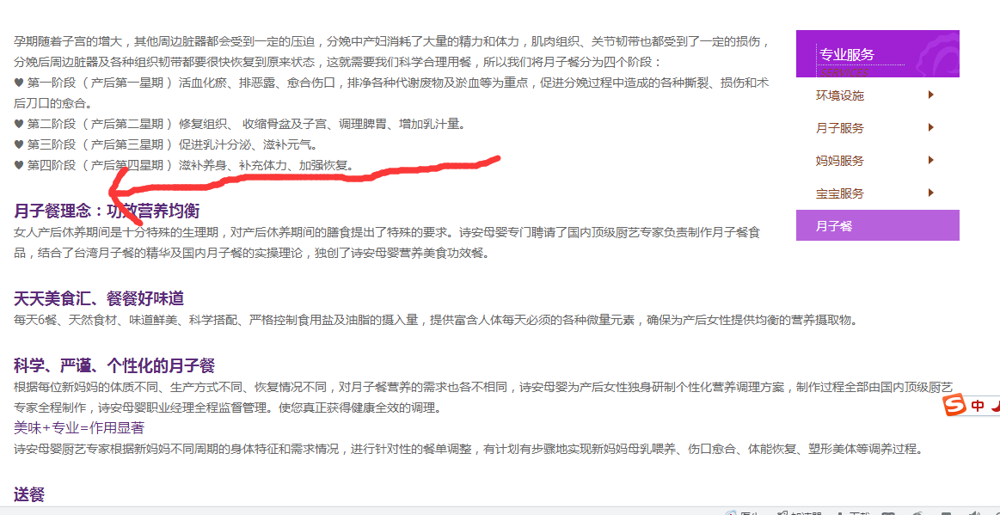 孕期随着子宫的增大，其他周边脏器都会受到一定的压迫，分娩中产妇消耗了大量的精力和体力，肌肉组织、关节韧带也都受到了一定的损伤，
分娩后周边脏器及各种组织韧带都要很快恢复到原来状态，这就需要我们科学合理用餐，所以我们将月子餐分为四个阶段：
♥ 第一阶段（产后第一星期）活血化瘀、排恶露、愈合伤口，排净各种代谢废物及淤血等为重点，促进分娩过程中造成的各种撕裂、损伤和术
后刀口的愈合。
♥ 第二阶段（产后第二星期）修复组织、 收缩骨盆及子宫、调理脾胃、增加乳汁量。
♥ 第三阶段（产后第三星期）促进乳汁分泌、滋补元气。
♥ 第四阶段（产后第四星期）滋补养身、补充体力、加强恢复。
月子餐理念：功效营养均衡
女人产后休养期间是十分特殊的生理期，对产后休养期间的膳食提出了特殊的要求。诗安母婴专门聘请了国内顶级厨艺专家负责制作月子餐食
品，结合了台湾月子餐的精华及国内月子餐的实操理论，独创了诗安母婴营养美食功效餐。
天天美食汇、餐餐好味道
每天6餐、天然食材、味道鲜美、科学搭配、严格控制食用盐及油脂的摄入量，提供富含人体每天必须的各种微量元素，确保为产后女性提供均衡的营养摄取物。
科学、严谨、个性化的月子餐
根据每位新妈妈的体质不同、生产方式不同、恢复情况不同，对月子餐营养的需求也各不相同，诗安母婴为产后女性独身研制个性化营养调理方案，制作过程全部由国内顶级厨艺
专家全程制作，诗安母婴职业经理全程监督管理。使您真正获得健康全效的调理。
美味+专业=作用显著
诗安母婴厨艺专家根据新妈妈不同周期的身体特征和需求情况，进行针对性的餐单调整，有计划有步骤地实现新妈妈母乳喂养、伤口愈合、体能恢复、塑形美体等调养过程。
送餐
专业服务
环境设施
月子服务
妈妈服务
宝宝服务
月子餐
中